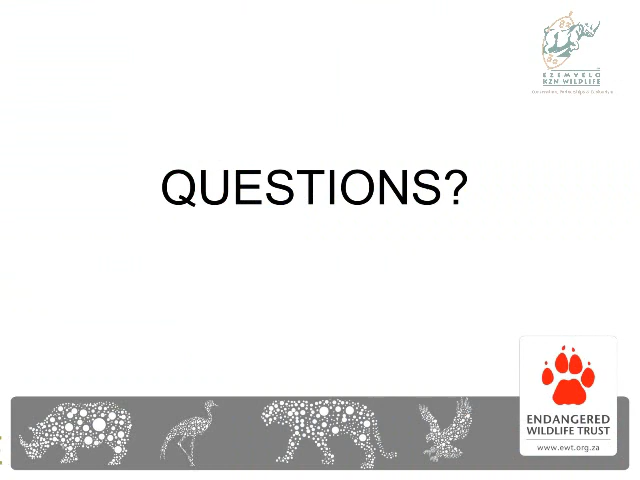 EZEMVELO
KZN WILDLIFE
QUESTIONS?
ENDANGERED
WILDLIFE TRUST
www.ewt.org.za